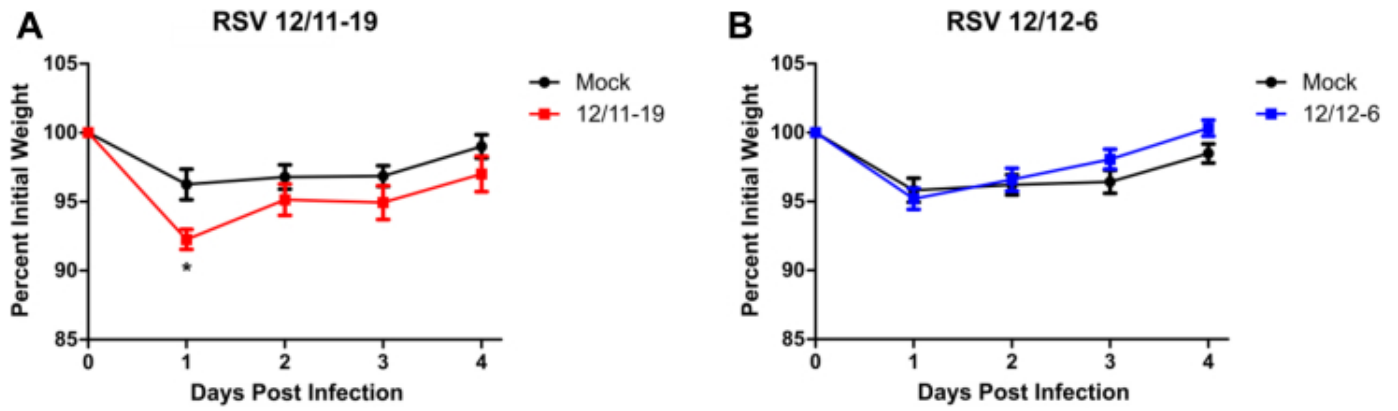 A
RSV 12/11-19
Percent Initial Weight
105
100
95
90
85
*
0 1 2 3 4
Days Post Infection
Mock
12/11-19
B
RSV 12/12-6
Percent Initial Weight
105
100
95
90
85
0 1 2 3 4
Days Post Infection
Mock
12/12-6